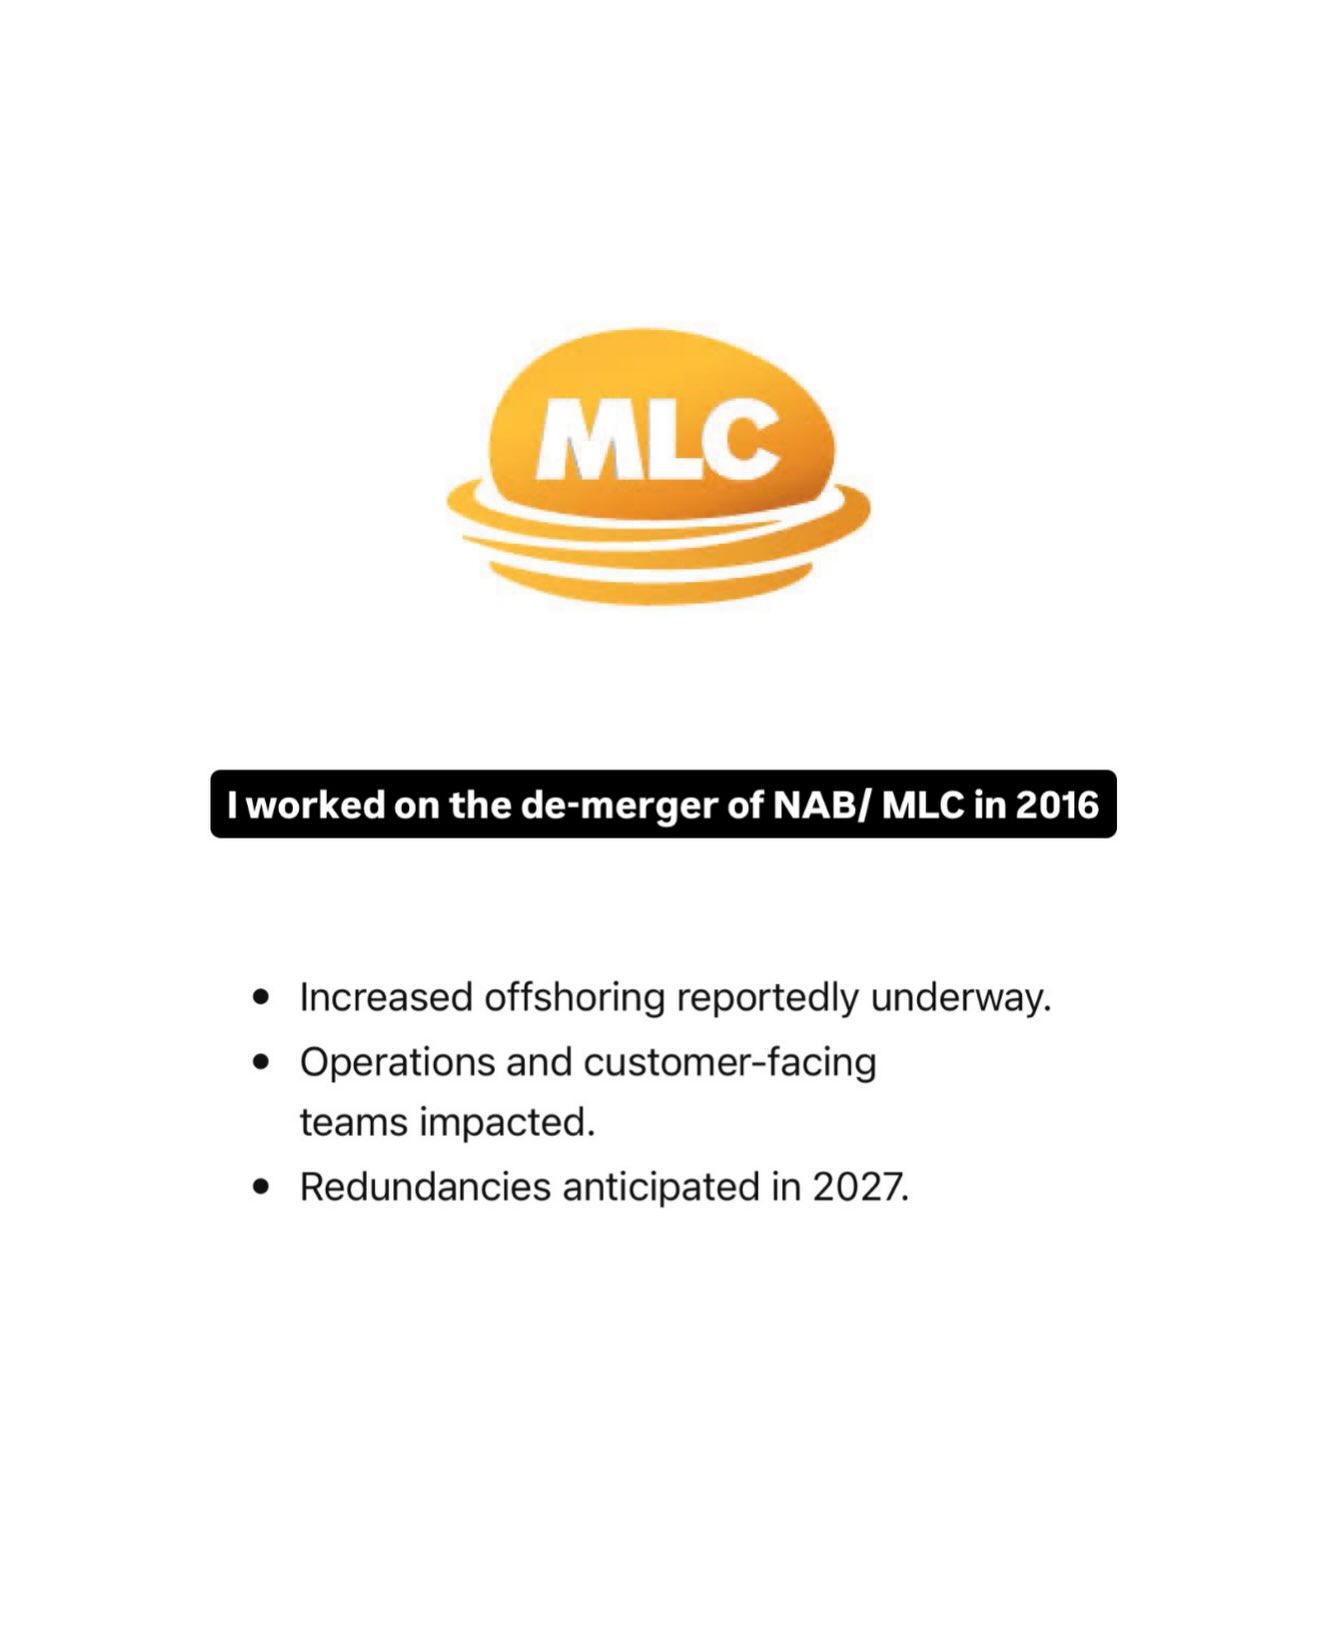 MLC
I worked on the de-merger of NAB/ MLC in 2016
• Increased offshoring reportedly underway.
• Operations and customer-facing
teams impacted.
• Redundancies anticipated in 2027.